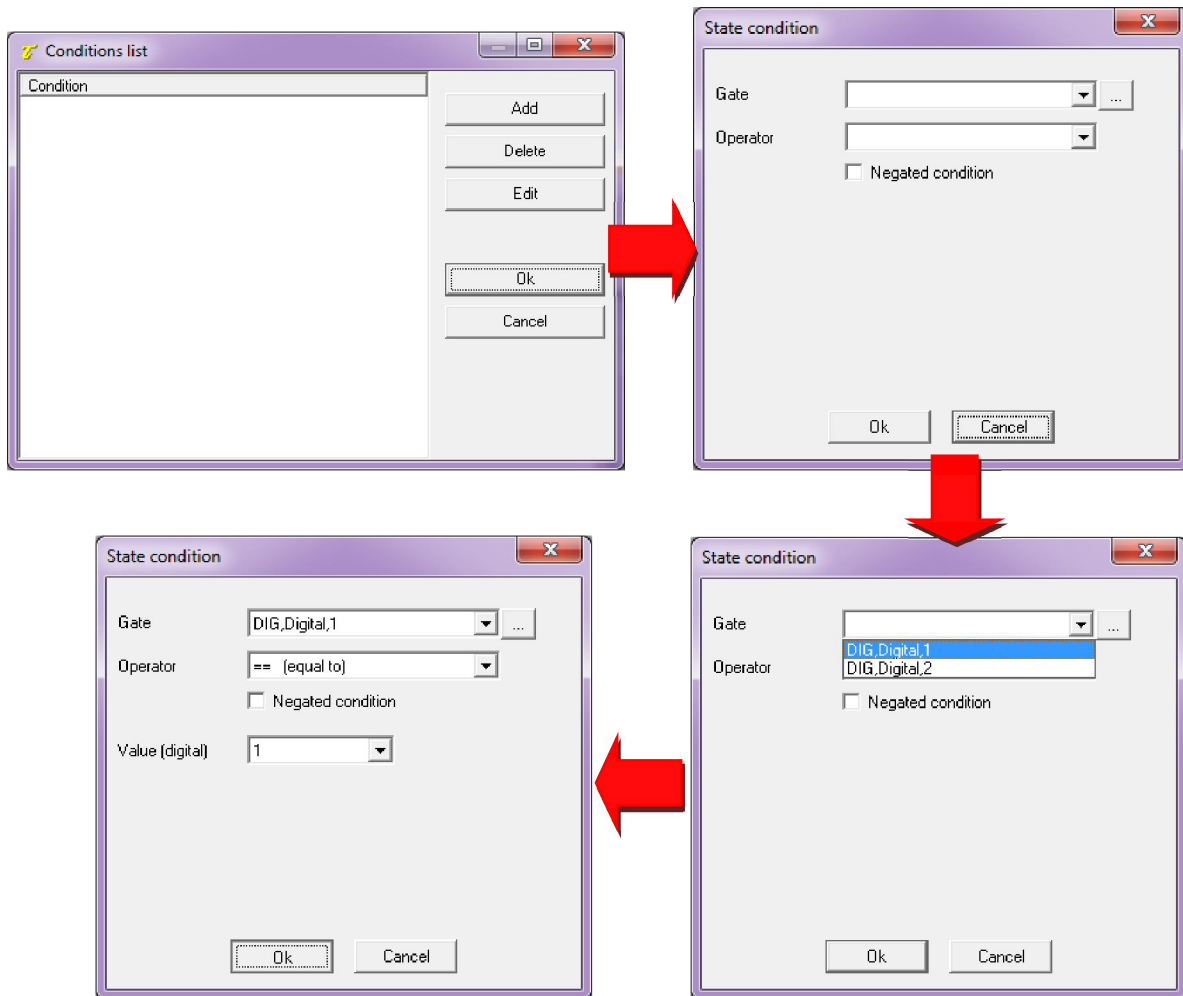 Conditions list
Condition
Add
Delete
Edit
Ok
Cancel
State condition
Gate
...
Operator
Negated condition
Ok
Cancel
State condition
Gate
...
DIG,Digital,1
DIG,Digital,2
Operator
Negated condition
Ok
Cancel
State condition
Gate
DIG,Digital,1
...
Operator
== (equal to)
Negated condition
Value (digital)
1
Ok
Cancel